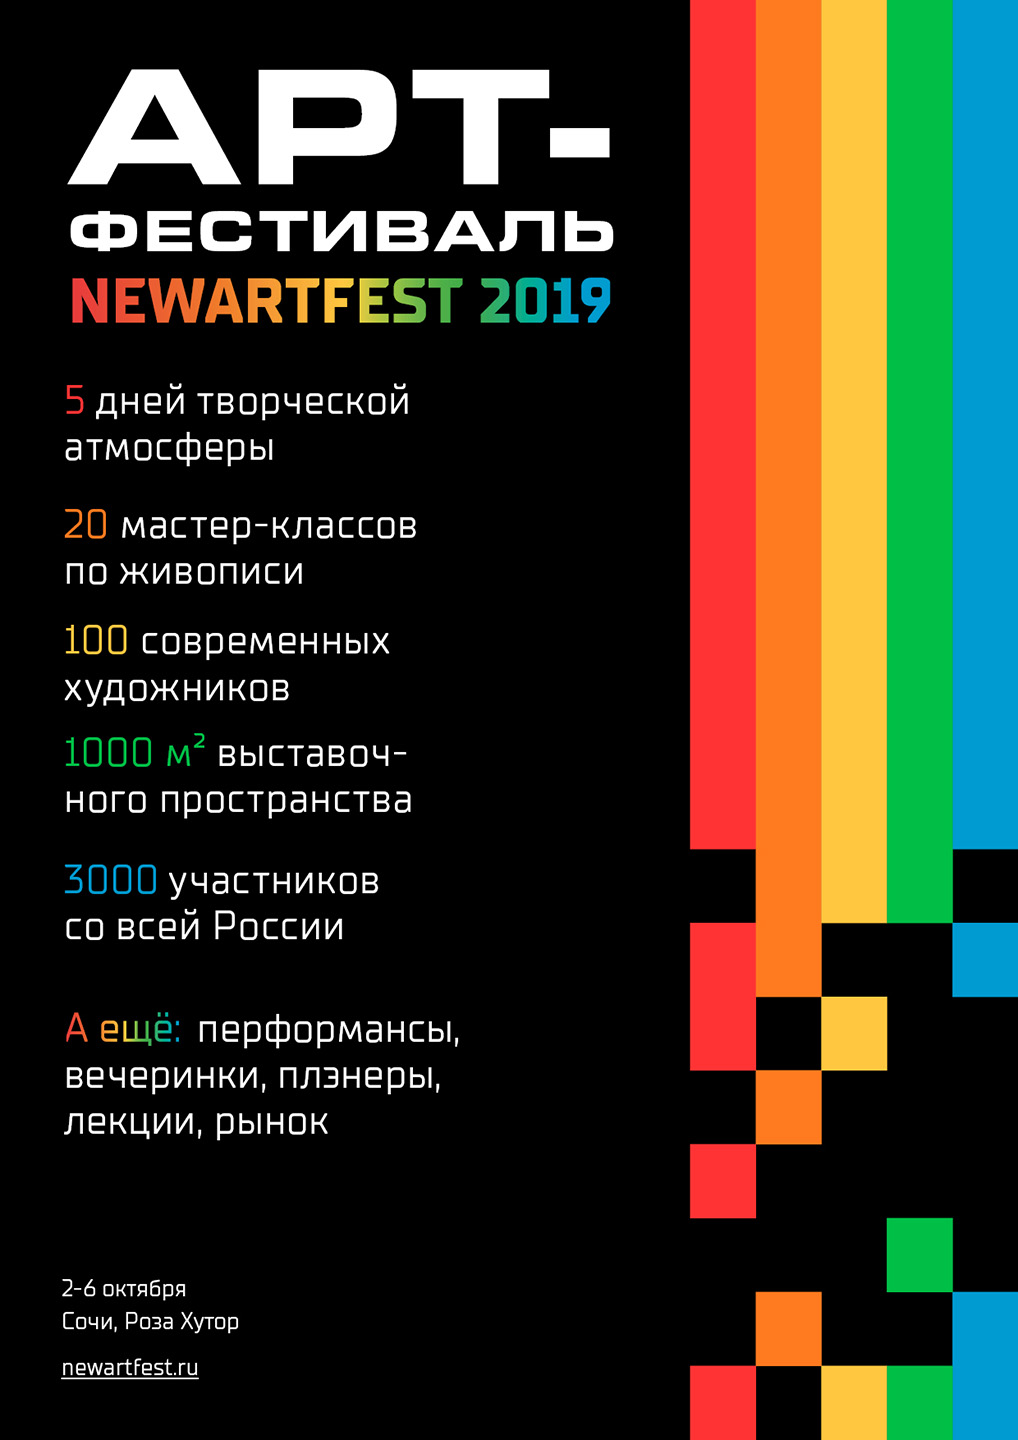 АРТ-
ФЕСТИВАЛЬ
NEWARTFEST 2019
5 дней творческой
атмосферы
20 мастер-классов
по живописи
100 современных
художников
1000 м² выставоч-
ного пространства
3000 участников
со всей России
А ещё: перформансы,
вечеринки, плэнеры,
лекции, рынок
2-6 октября
Сочи, Роза Хутор
newartfest.ru